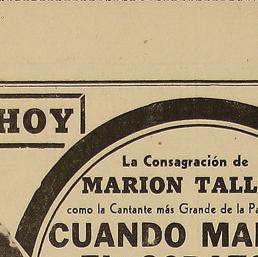 HOY
La Consagración de
MARION TALL
como la Cantante más Grande de la Pa
CUANDO MA